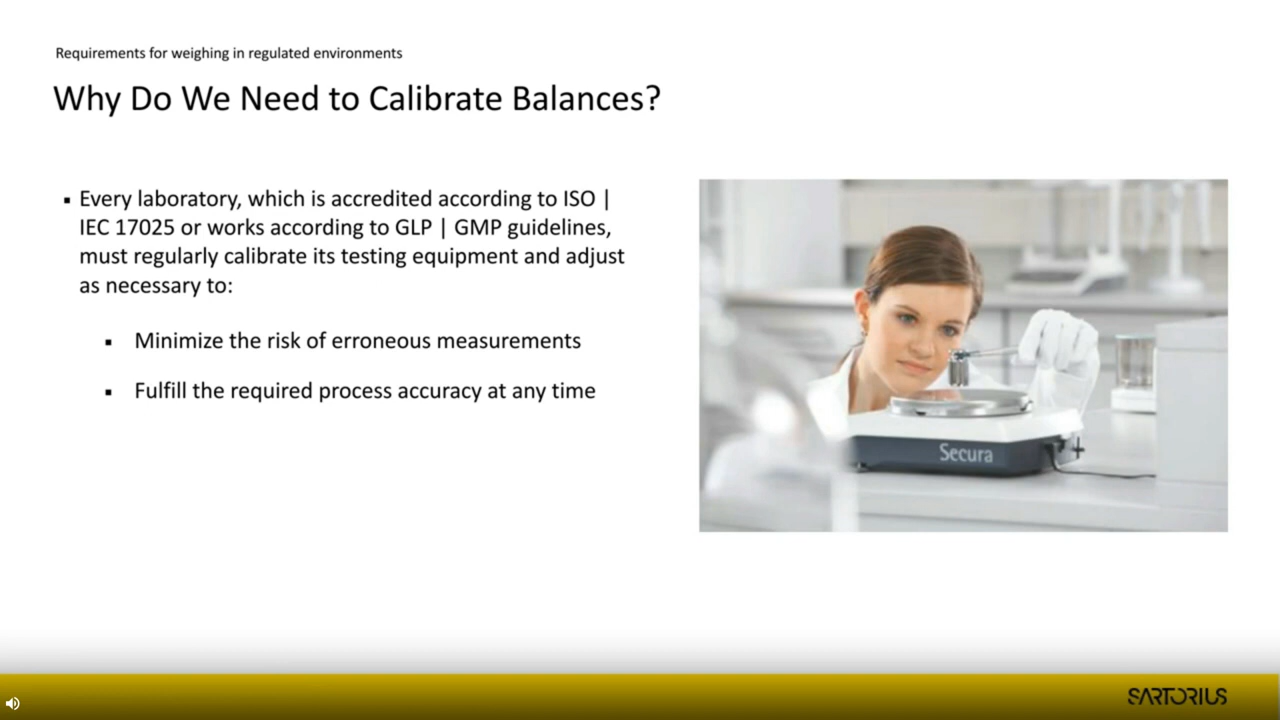 Requirements for weighing in regulated environments
Why Do We Need to Calibrate Balances?
▪ Every laboratory, which is accredited according to ISO |
IEC 17025 or works according to GLP | GMP guidelines,
must regularly calibrate its testing equipment and adjust
as necessary to:
▪ Minimize the risk of erroneous measurements
▪ Fulfill the required process accuracy at any time
Secura
SARTORIUS